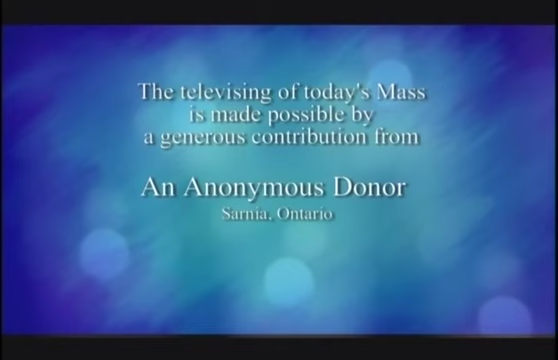 The televising of today's Mass
is made possible by
a generous contribution from
An Anonymous Donor
Sarnia, Ontario